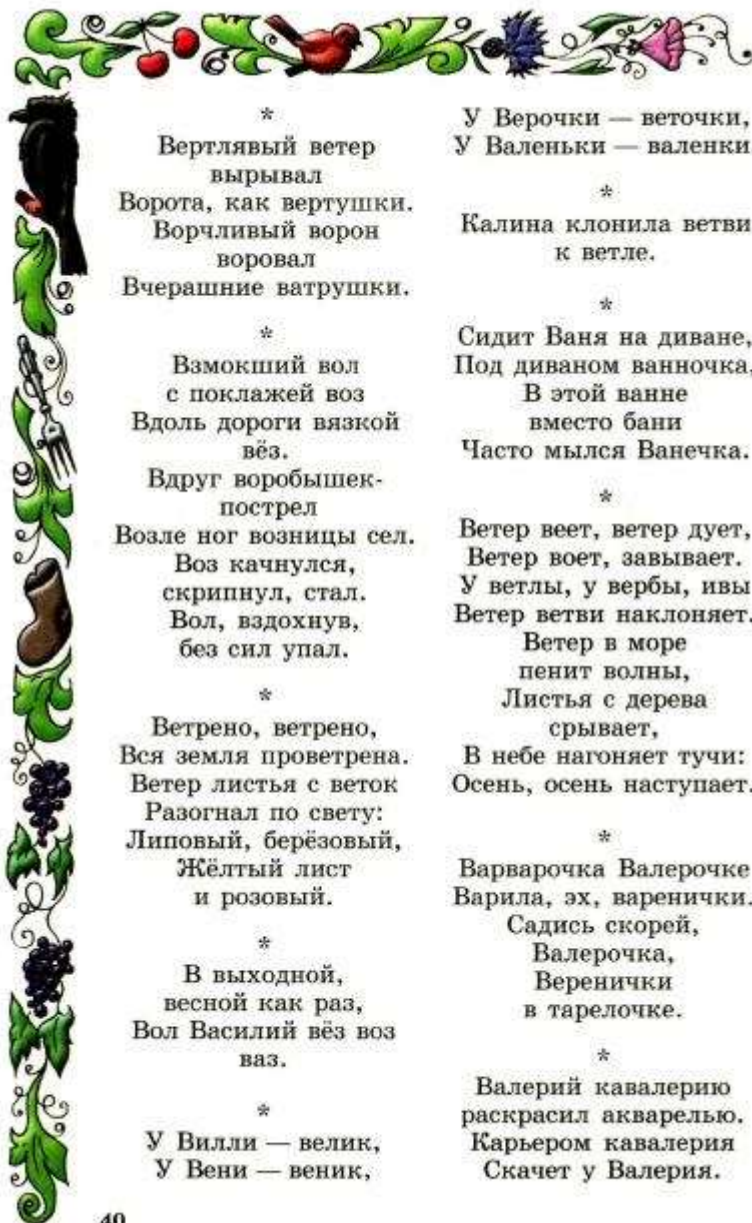 *
Вертлявый ветер
вырывал
Ворота, как вертушки.
Ворчливый ворон
воровал
Вчерашние ватрушки.
*
Взмокший вол
с поклажей воз
Вдоль дороги вязкой
вёз.
Вдруг воробышек-
пострел
Возле ног возницы сел.
Воз качнулся,
скрипнул, стал.
Вол, вздохнув,
без сил упал.
*
Ветрено, ветрено,
Вся земля проветрена.
Ветер листья с веток
Разогнал по свету:
Липовый, берёзовый,
Жёлтый лист
и розовый.
*
В выходной,
весной как раз,
Вол Василий вёз воз
ваз.
*
У Вилли — велик,
У Вени — веник,
У Верочки — веточки,
У Валеньки — валенки
*
Калина клонила ветви
к ветле.
*
Сидит Ваня на диване,
Под диваном ванночка,
В этой ванне
вместо бани
Часто мылся Ванечка.
*
Ветер веет, ветер дует,
Ветер воет, завывает.
У ветлы, у вербы, ивы
Ветер ветви наклоняет.
Ветер в море
пенит волны,
Листья с дерева
срывает,
В небе нагоняет тучи:
Осень, осень наступает.
*
Варварочка Валерочке
Варила, эх, варенички.
Садись скорей,
Валерочка,
Веренички
в тарелочке.
*
Валерий кавалерию
раскрасил акварелью.
Карьером кавалерия
Скачет у Валерия.